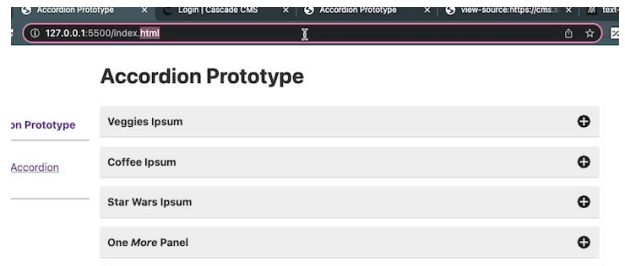 Accordion Prototype
Login | Cascade CMS
Accordion Prototype
view-source:https://cms.s
text-
127.0.0.1:5500/index.html
Accordion Prototype
on Prototype
Accordion
Veggies Ipsum
Coffee Ipsum
Star Wars Ipsum
One More Panel